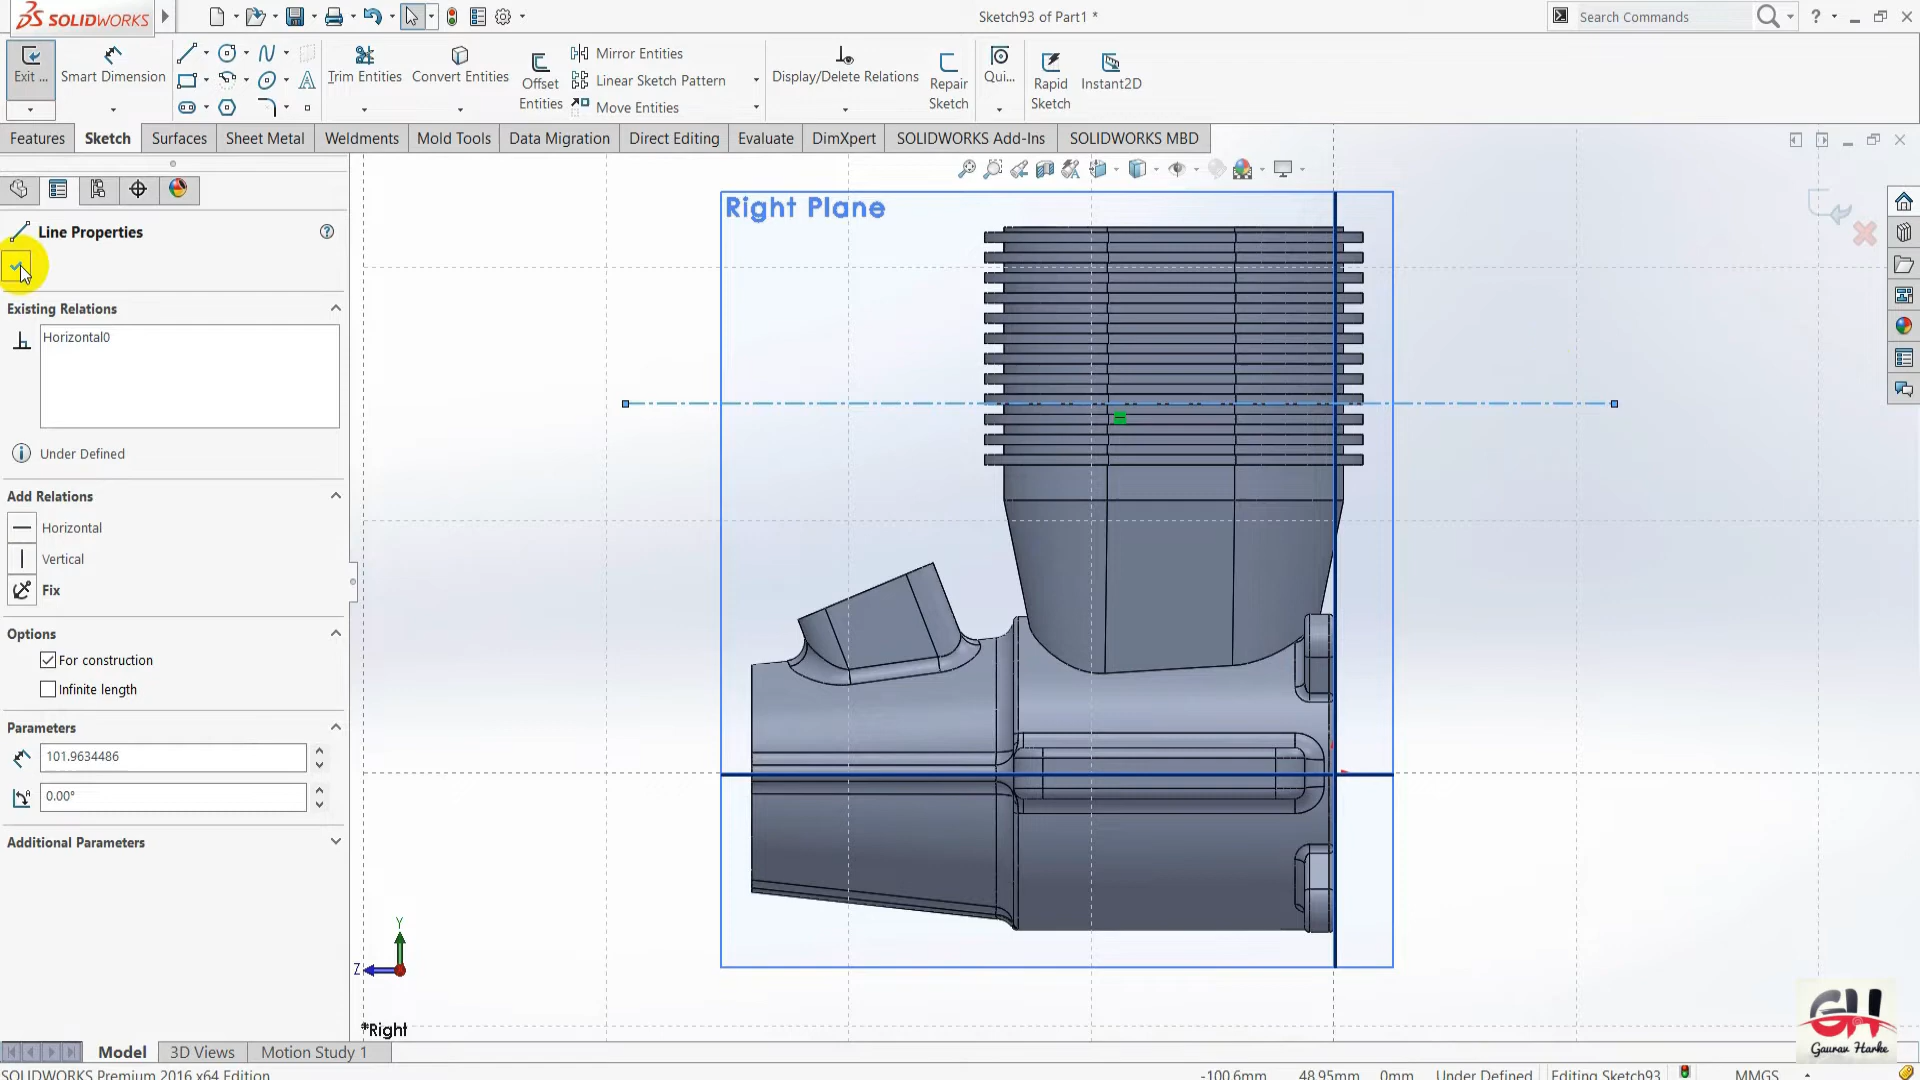 SOLIDWORKS
Sketch93 of Part1 *
Search Commands
Exit ...
Smart Dimension
Trim Entities
Convert Entities
Offset
Entities
Mirror Entities
Linear Sketch Pattern
Move Entities
Display/Delete Relations
Repair
Sketch
Qui...
Rapid
Sketch
Instant2D
Features
Sketch
Surfaces
Sheet Metal
Weldments
Mold Tools
Data Migration
Direct Editing
Evaluate
DimXpert
SOLIDWORKS Add-Ins
SOLIDWORKS MBD
Line Properties
Existing Relations
Horizontal0
Under Defined
Add Relations
Horizontal
Vertical
Fix
Options
For construction
Infinite length
Parameters
101.9634486
0.00°
Additional Parameters
Right Plane
Y
Z
*Right
GH
Gaurav Harke
Model
3D Views
Motion Study 1
SOLIDWORKS Premium 2016 x64 Edition
-100.6mm
48.95mm
0mm
Under Defined
Editing Sketch93
MMGS